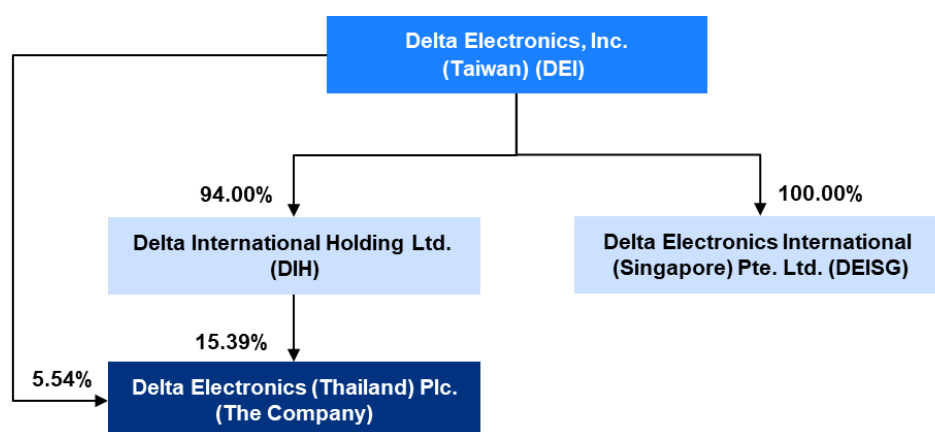 Delta Electronics, Inc.
(Taiwan) (DEI)
94.00%
100.00%
Delta International Holding Ltd.
(DIH)
Delta Electronics International
(Singapore) Pte. Ltd. (DEISG)
15.39%
5.54%
Delta Electronics (Thailand) Plc.
(The Company)